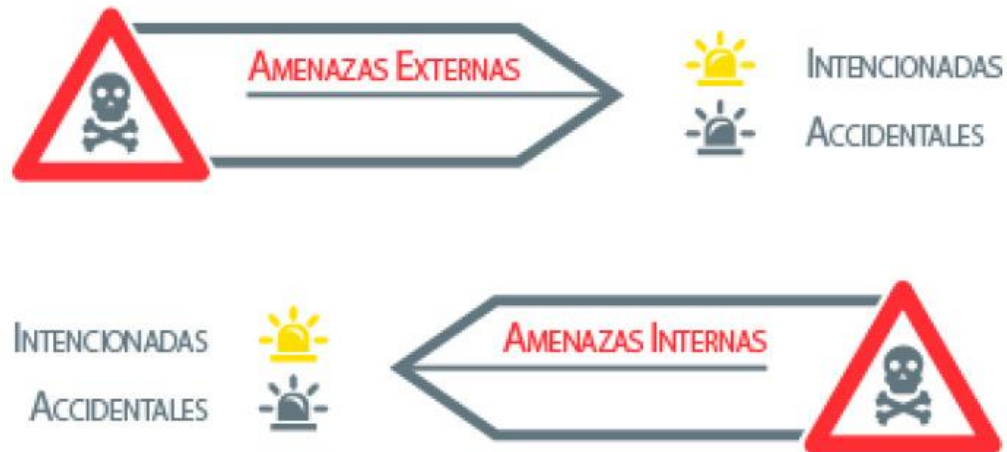 AMENAZAS EXTERNAS
INTENCIONADAS
ACCIDENTALES
INTENCIONADAS
AMENAZAS INTERNAS
ACCIDENTALES